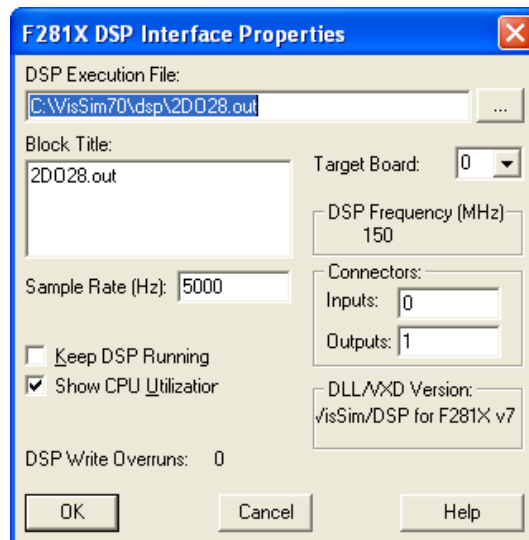 F281X DSP Interface Properties
DSP Execution File:
C:\VisSim70\dsp\2DO28.out
...
Block Title:
2DO28.out
Target Board: 0
DSP Frequency (MHz)
150
Sample Rate (Hz): 5000
Connectors:
Inputs: 0
Outputs: 1
Keep DSP Running
Show CPU Utilization
DLL/VXD Version:
VisSim/DSP for F281X v7
DSP Write Overruns: 0
OK
Cancel
Help